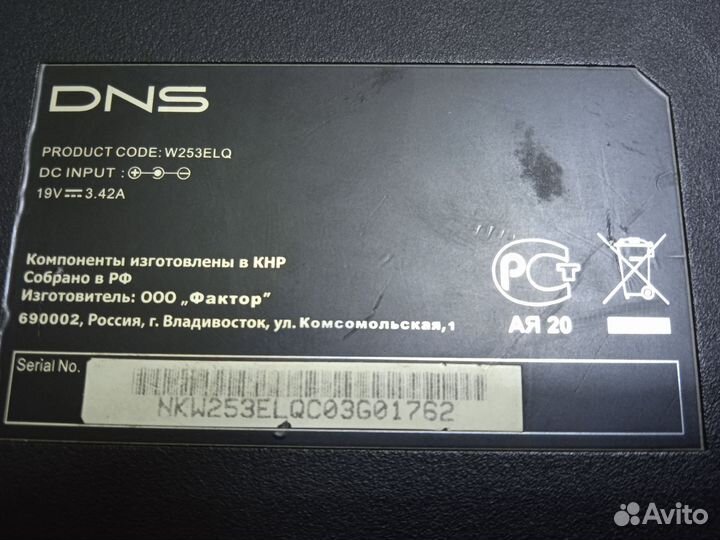 DNS
PRODUCT CODE: W253ELQ
DC INPUT :
19V 3.42A
Компоненты изготовлены в КНР
Собрано в РФ
Изготовитель: ООО „Фактор"
690002, Россия, г. Владивосток, ул. Комсомольская,1
РСТ
АЯ 20
Serial No.
NKW253ELQC03G01762
Avito